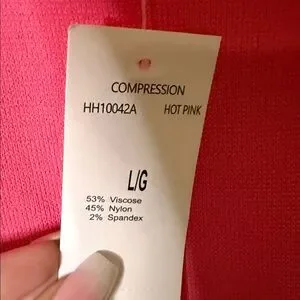 COMPRESSION
HH10042A HOT PINK
L/G
53% Viscose
45% Nylon
2% Spandex